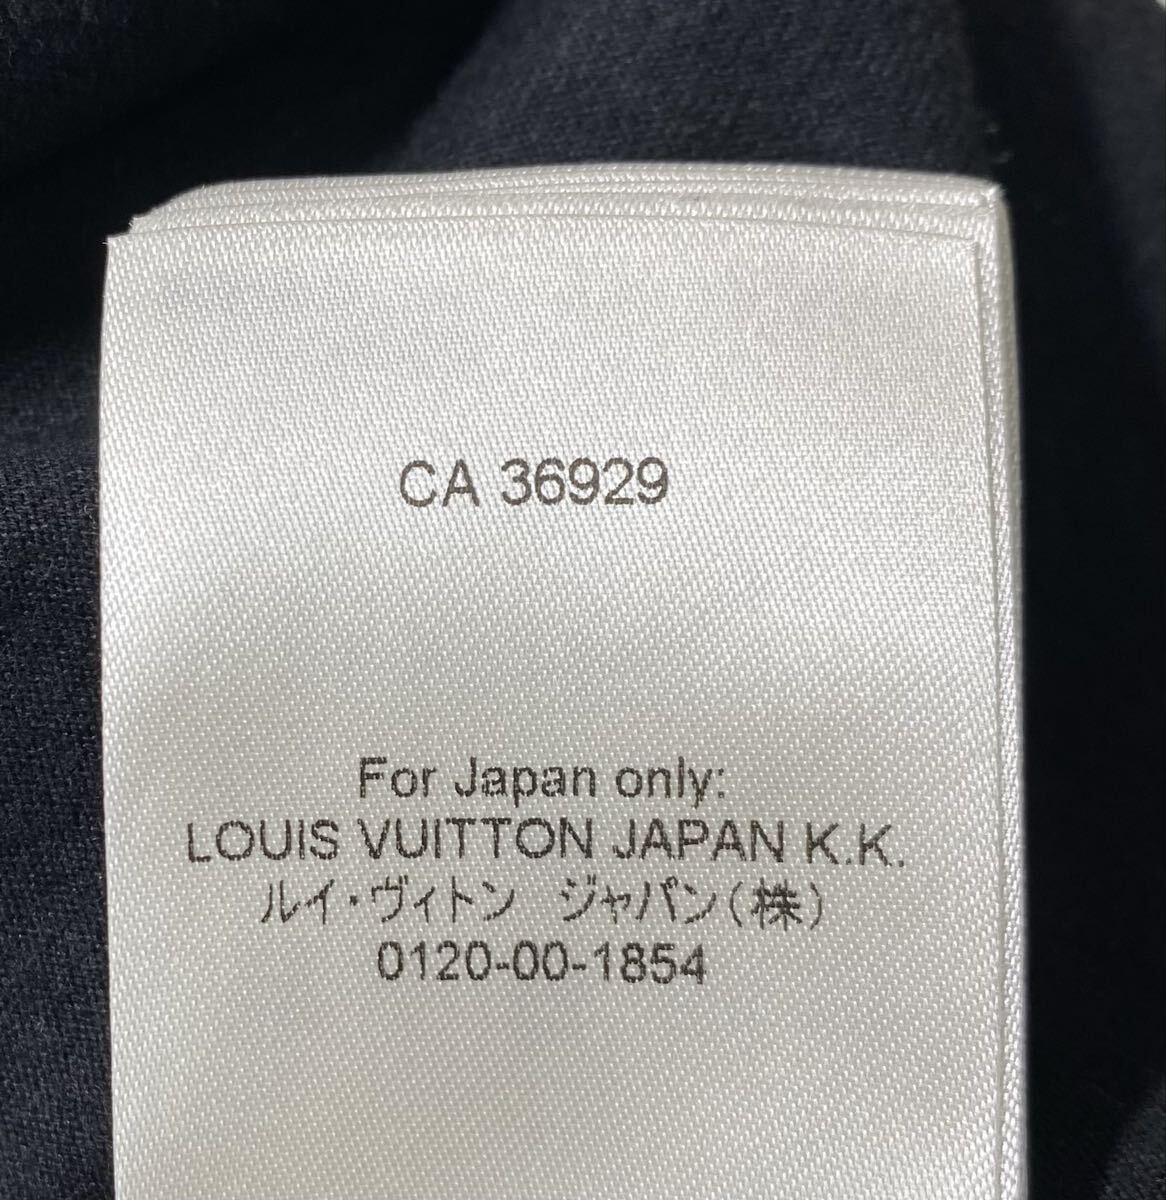 CA 36929
For Japan only:
LOUIS VUITTON JAPAN K.K.
ルイ・ヴィトン　ジャパン(株)
0120-00-1854